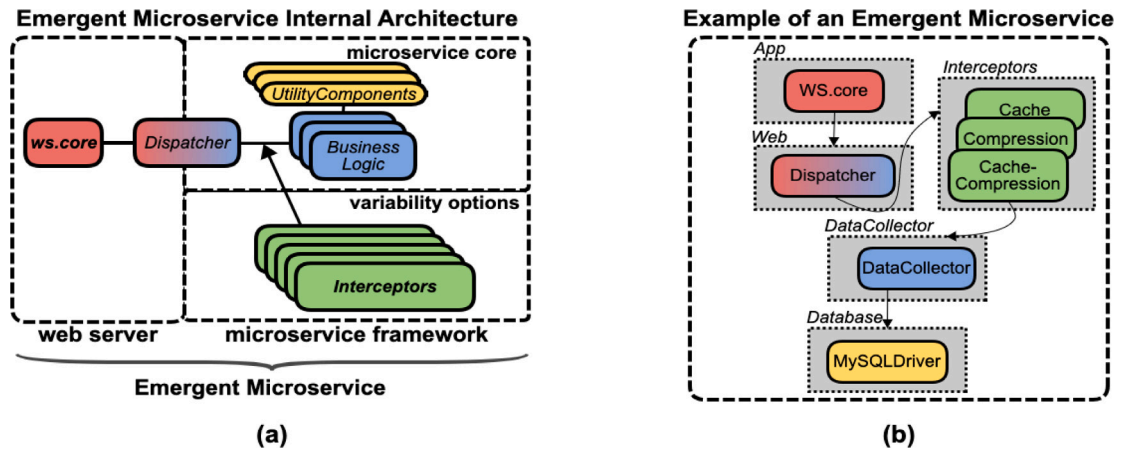 Emergent Microservice Internal Architecture
microservice core
UtilityComponents
ws.core
Dispatcher
Business
Logic
variability options
Interceptors
web server
microservice framework
Emergent Microservice
(a)
Example of an Emergent Microservice
App
WS.core
Interceptors
Cache
Compression
Cache-
Compression
Web
Dispatcher
DataCollector
DataCollector
Database
MySQLDriver
(b)